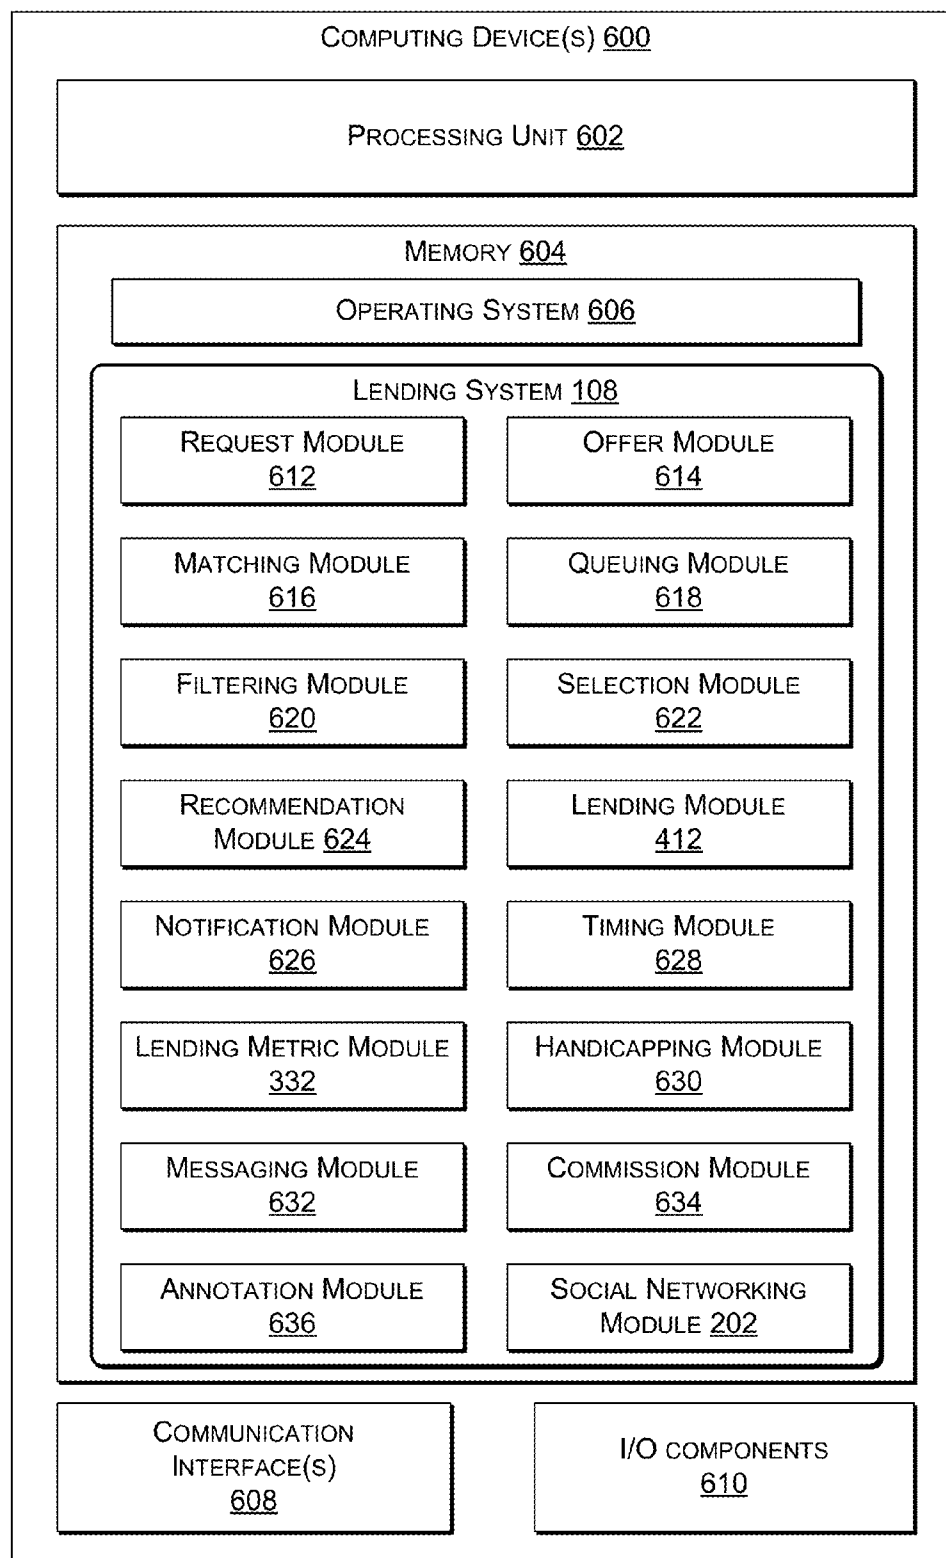 COMPUTING DEVICE(S) 600
PROCESSING UNIT 602
MEMORY 604
OPERATING SYSTEM 606
LENDING SYSTEM 108
REQUEST MODULE
612
OFFER MODULE
614
MATCHING MODULE
616
QUEUING MODULE
618
FILTERING MODULE
620
SELECTION MODULE
622
RECOMMENDATION
MODULE 624
LENDING MODULE
412
NOTIFICATION MODULE
626
TIMING MODULE
628
LENDING METRIC MODULE
332
HANDICAPPING MODULE
630
MESSAGING MODULE
632
COMMISSION MODULE
634
ANNOTATION MODULE
636
SOCIAL NETWORKING
MODULE 202
COMMUNICATION
INTERFACE(S)
608
I/O COMPONENTS
610